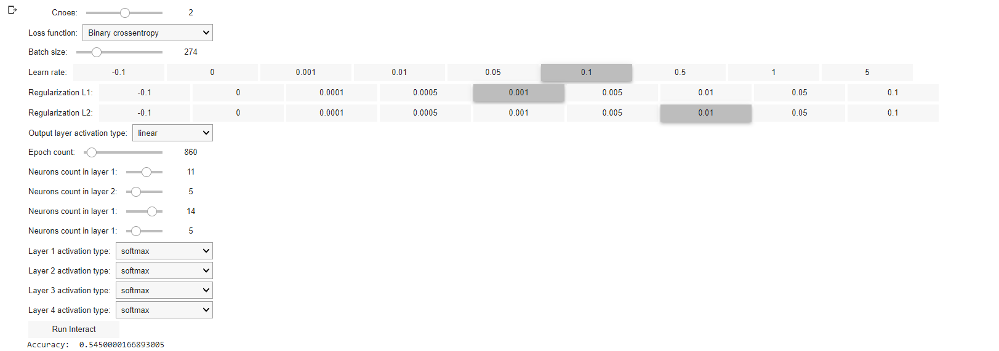 Слоев: 2
Loss function: Binary crossentropy
Batch size: 274
Learn rate: -0.1 0 0.001 0.01 0.05 0.1 0.5 1 5
Regularization L1: -0.1 0 0.0001 0.0005 0.001 0.005 0.01 0.05 0.1
Regularization L2: -0.1 0 0.0001 0.0005 0.001 0.005 0.01 0.05 0.1
Output layer activation type: linear
Epoch count: 860
Neurons count in layer 1: 11
Neurons count in layer 2: 5
Neurons count in layer 1: 14
Neurons count in layer 1: 5
Layer 1 activation type: softmax
Layer 2 activation type: softmax
Layer 3 activation type: softmax
Layer 4 activation type: softmax
Run Interact
Accuracy: 0.5450000166893005